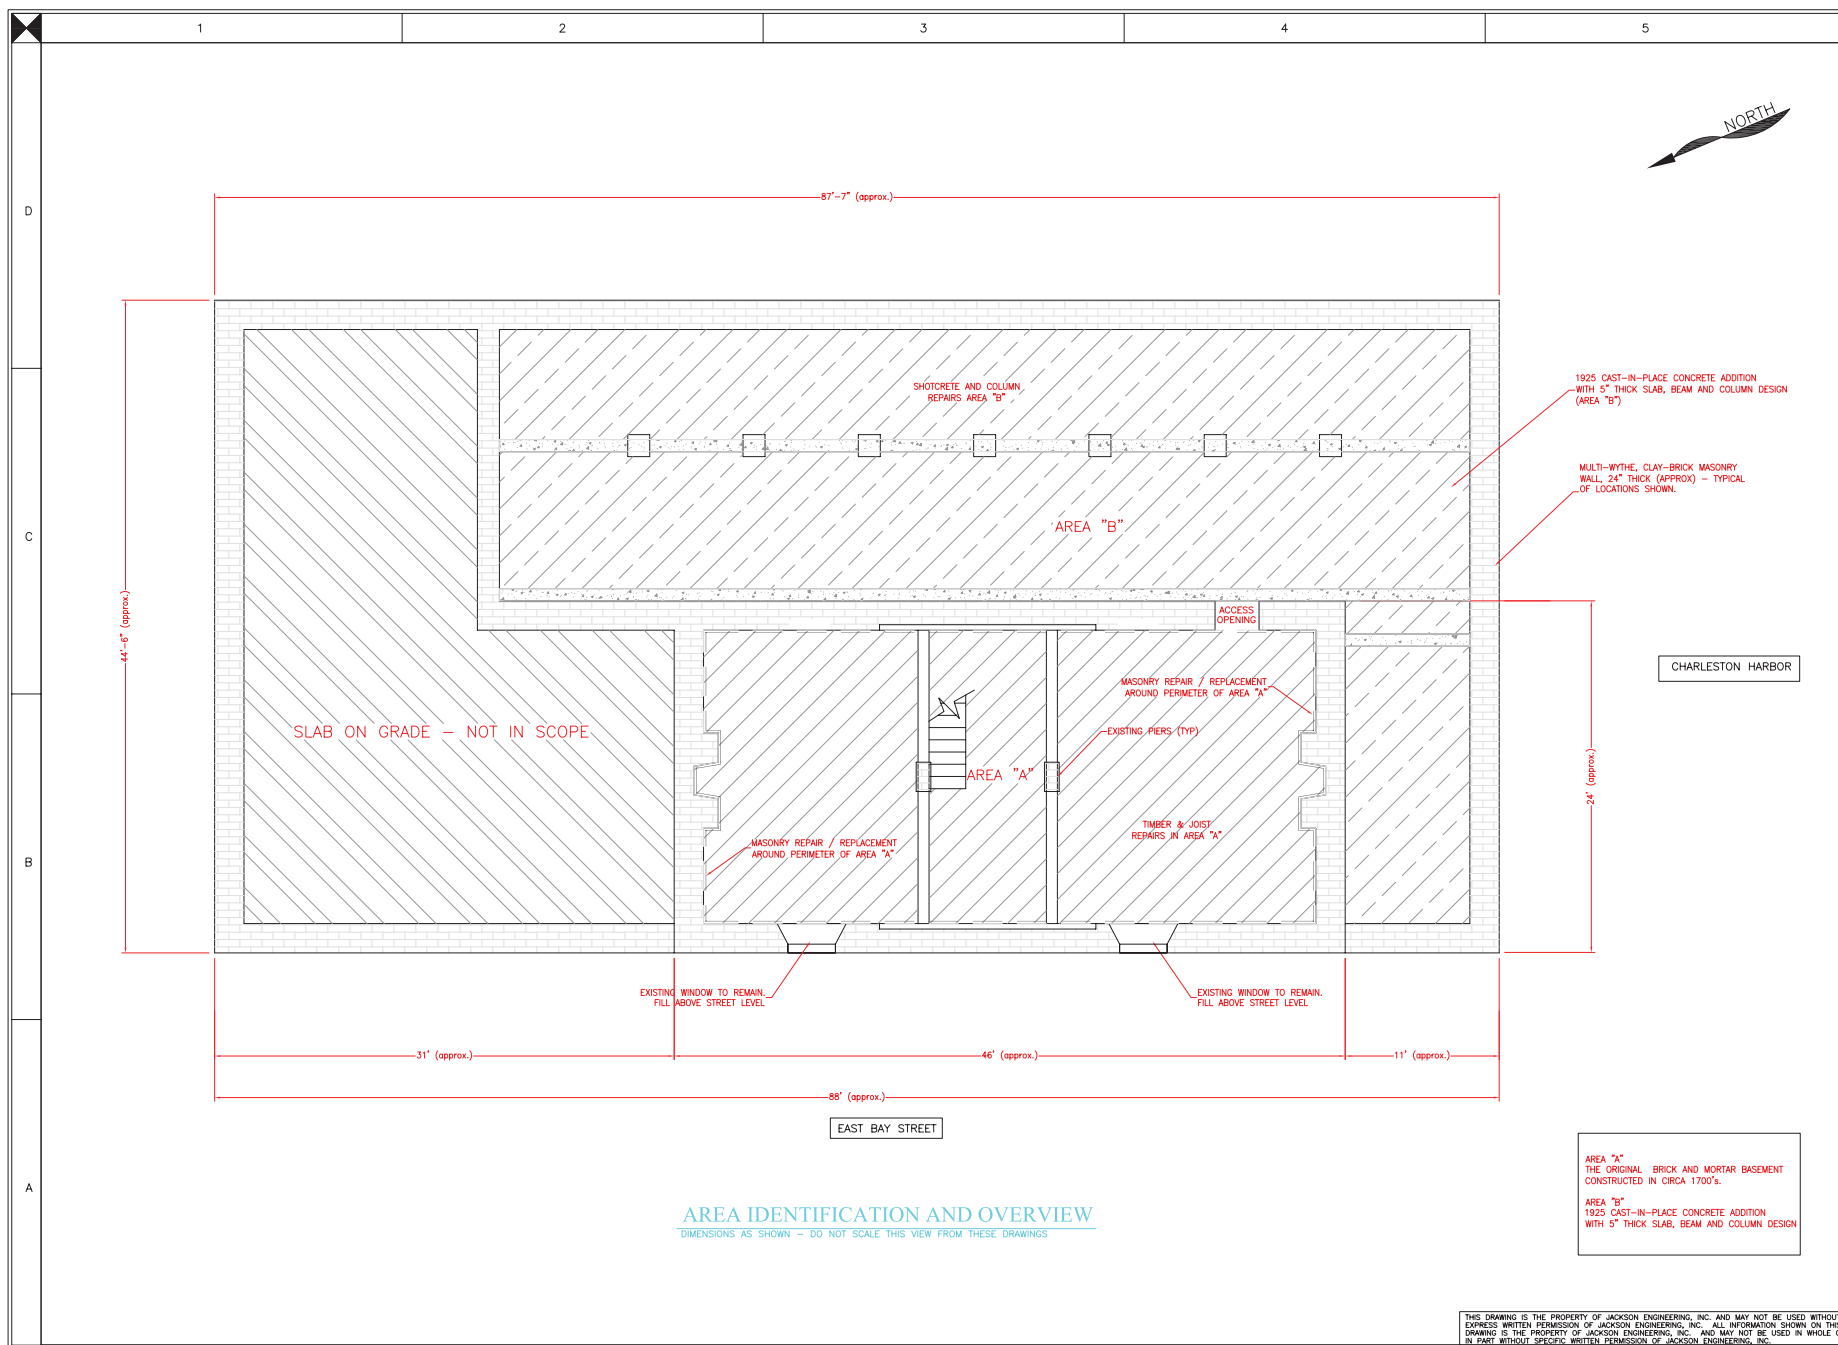 1
2
3
4
5
D
C
B
A
NORTH
87'-7" (approx.)
SHOTCRETE AND COLUMN
REPAIRS AREA "B"
1925 CAST-IN-PLACE CONCRETE ADDITION
WITH 5" THICK SLAB, BEAM AND COLUMN DESIGN
(AREA "B")
MULTI-WYTHE, CLAY-BRICK MASONRY
WALL, 24" THICK (APPROX) - TYPICAL
OF LOCATIONS SHOWN.
AREA "B"
44'-6" (approx.)
ACCESS
OPENING
CHARLESTON HARBOR
MASONRY REPAIR / REPLACEMENT
AROUND PERIMETER OF AREA "A"
SLAB ON GRADE - NOT IN SCOPE
EXISTING PIERS (TYP)
AREA "A"
24' (approx.)
TIMBER & JOIST
REPAIRS IN AREA "A"
MASONRY REPAIR / REPLACEMENT
AROUND PERIMETER OF AREA "A"
EXISTING WINDOW TO REMAIN.
FILL ABOVE STREET LEVEL
EXISTING WINDOW TO REMAIN.
FILL ABOVE STREET LEVEL
31' (approx.)
46' (approx.)
11' (approx.)
88' (approx.)
EAST BAY STREET
AREA "A"
THE ORIGINAL BRICK AND MORTAR BASEMENT
CONSTRUCTED IN CIRCA 1700's.
AREA "B"
1925 CAST-IN-PLACE CONCRETE ADDITION
WITH 5" THICK SLAB, BEAM AND COLUMN DESIGN
AREA IDENTIFICATION AND OVERVIEW
DIMENSIONS AS SHOWN - DO NOT SCALE THIS VIEW FROM THESE DRAWINGS
THIS DRAWING IS THE PROPERTY OF JACKSON ENGINEERING, INC. AND MAY NOT BE USED WITHOUT
EXPRESS WRITTEN PERMISSION OF JACKSON ENGINEERING, INC. ALL INFORMATION SHOWN ON THIS
DRAWING IS THE PROPERTY OF JACKSON ENGINEERING, INC. AND MAY NOT BE USED IN WHOLE
IN PART WITHOUT SPECIFIC WRITTEN PERMISSION OF JACKSON ENGINEERING, INC.